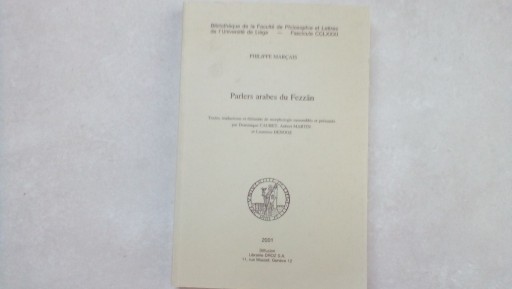 Bibliothèque de la Faculté de Philosophie et Lettres
de l'Université de Liège — Fascicule CCLXXXI
PHILIPPE MARÇAIS
Parlers arabes du Fezzân
Textes, traductions et éléments de morphologie rassemblés et présentés
par Dominique CAUBET, Aubert MARTIN
et Laurence DENOOZ
2001
Diffusion
Librairie DROZ S.A.
11, rue Massot, Genève 12